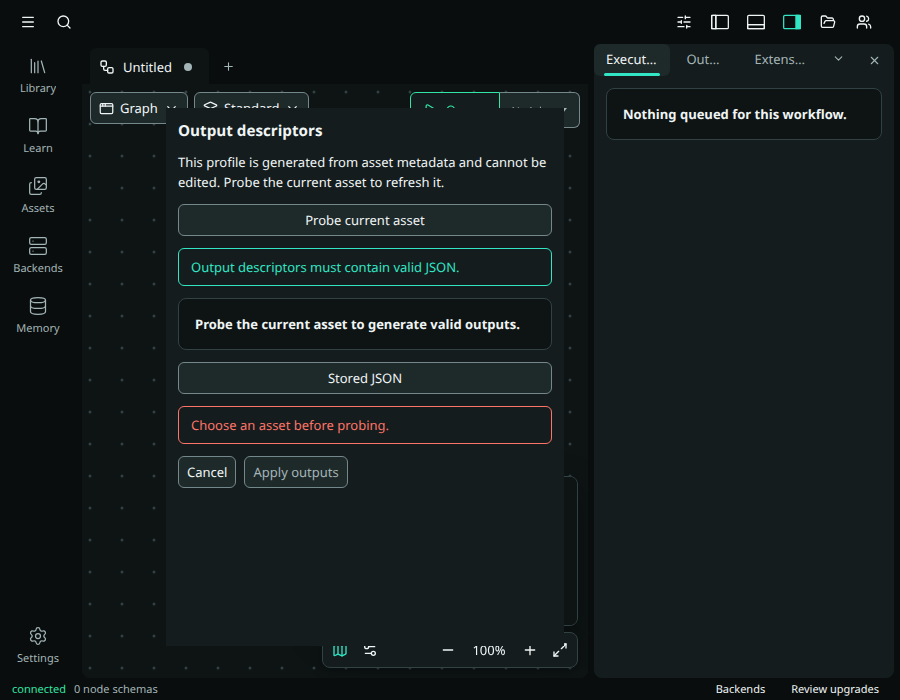 Untitled
Library
Learn
Assets
Backends
Memory
Settings
Graph
Standard
Output descriptors
This profile is generated from asset metadata and cannot be
edited. Probe the current asset to refresh it.
Probe current asset
Output descriptors must contain valid JSON.
Probe the current asset to generate valid outputs.
Stored JSON
Choose an asset before probing.
Cancel
Apply outputs
100%
Execut...
Out...
Extens...
Nothing queued for this workflow.
connected
0 node schemas
Backends
Review upgrades